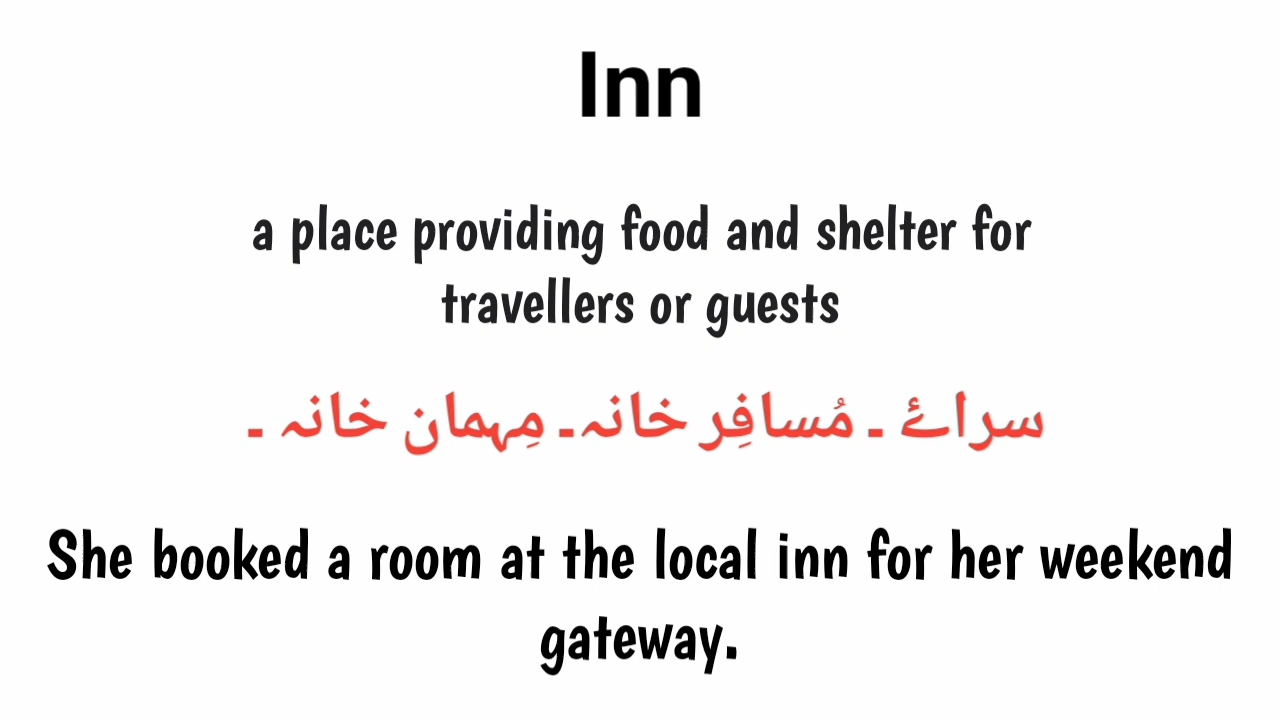 Inn
a place providing food and shelter for
travellers or guests
سرائے ۔ مُسافِر خانہ۔ مِہمان خانہ ۔
She booked a room at the local inn for her weekend
gateway.